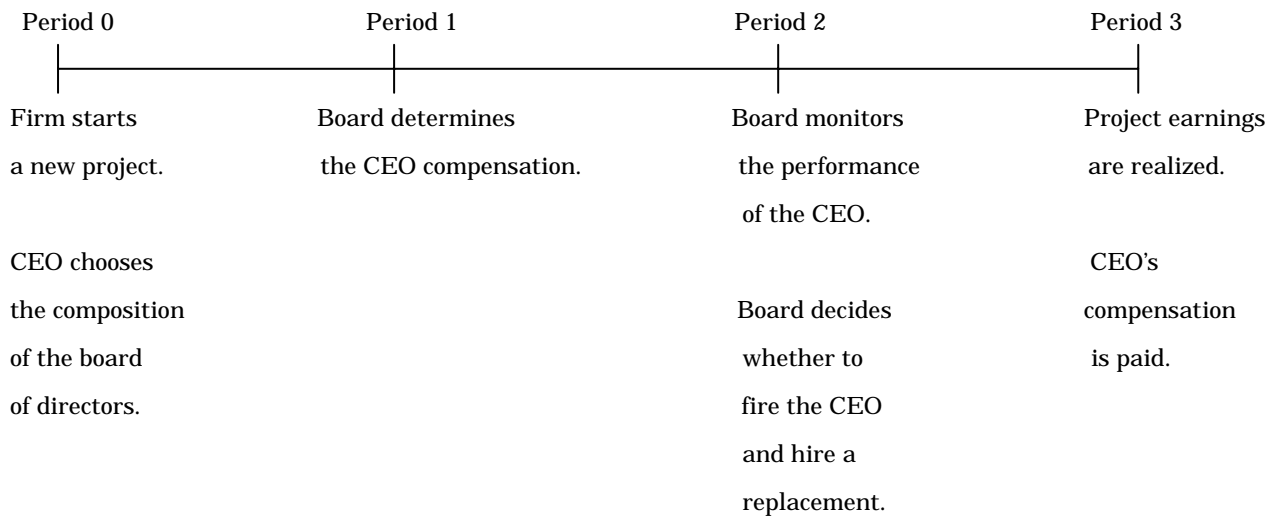 Period 0
Period 1
Period 2
Period 3
Firm starts
a new project.
CEO chooses
the composition
of the board
of directors.
Board determines
the CEO compensation.
Board monitors
the performance
of the CEO.
Board decides
whether to
fire the CEO
and hire a
replacement.
Project earnings
are realized.
CEO's
compensation
is paid.